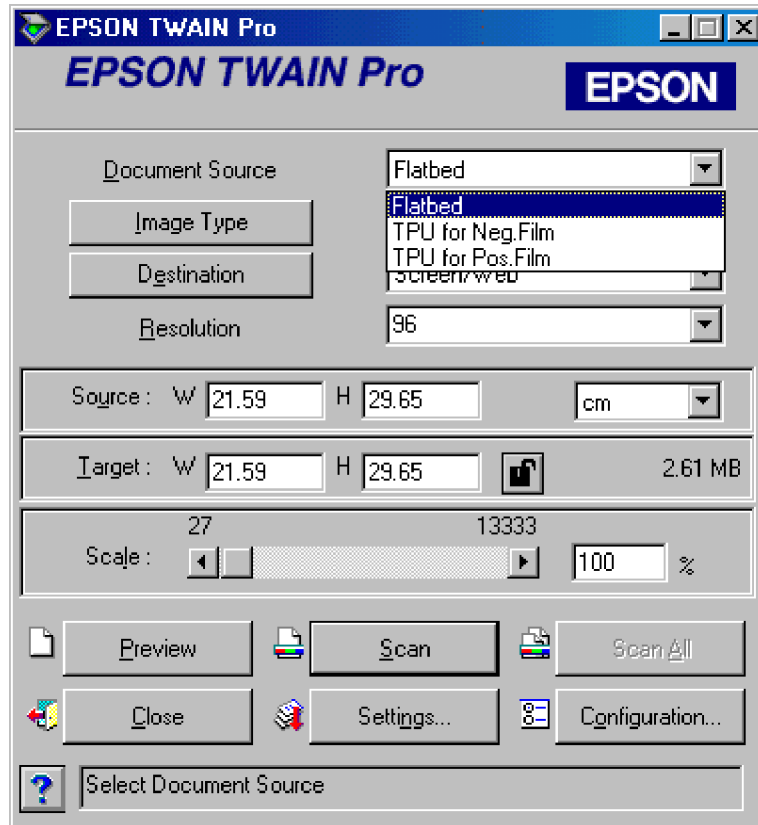 EPSON TWAIN Pro
EPSON TWAIN Pro
EPSON
Document Source Flatbed
Flatbed
Image Type
TPU for Neg.Film
TPU for Pos.Film
Destination Screen/Web
Resolution 96
Source : W 21.59 H 29.65 cm
Target : W 21.59 H 29.65 2.61 MB
27 13333
Scale : 100 %
Preview Scan Scan All
Close Settings... Configuration...
? Select Document Source